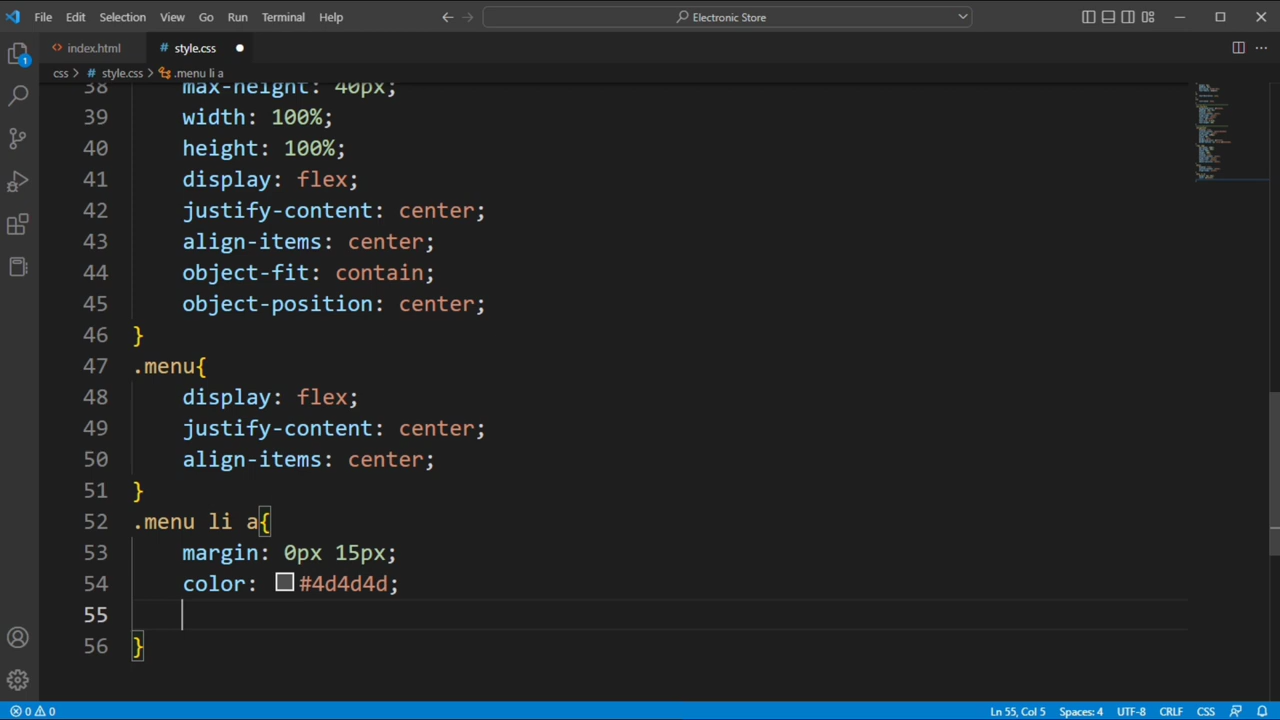 File Edit Selection View Go Run Terminal Help Electronic Store
index.html style.css
css > style.css > .menu li a
38 max-height: 40px;
39 width: 100%;
40 height: 100%;
41 display: flex;
42 justify-content: center;
43 align-items: center;
44 object-fit: contain;
45 object-position: center;
46 }
47 .menu{
48 display: flex;
49 justify-content: center;
50 align-items: center;
51 }
52 .menu li a{
53 margin: 0px 15px;
54 color: #4d4d4d;
55
56 }
1
0 0 Ln 55, Col 5 Spaces: 4 UTF-8 CRLF CSS